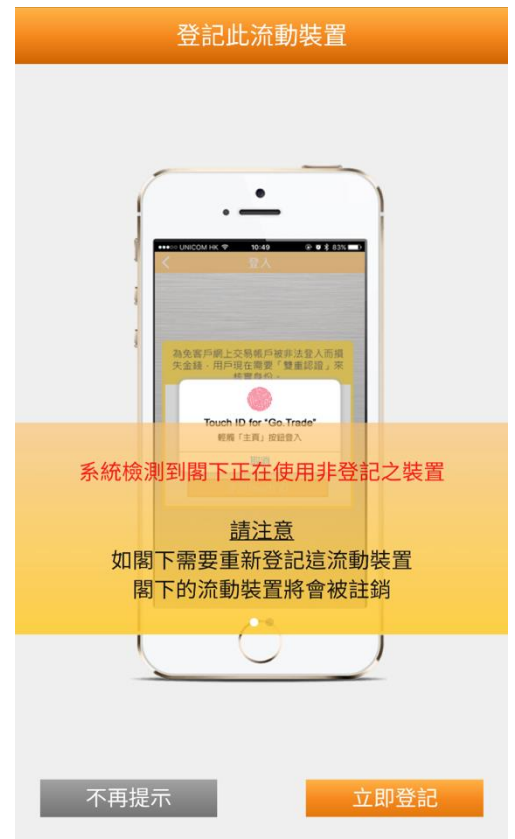 登記此流動裝置
UNICOM HK 10:49 83%
登入
為免客戶網上交易帳戶被非法登入而損
失金錢，用戶現在需要「雙重認證」來
核實身份。
Touch ID for "Go.Trade"
輕觸「主頁」按鈕登入
系統檢測到閣下正在使用非登記之裝置
請注意
如閣下需要重新登記這流動裝置
閣下的流動裝置將會被註銷
不再提示
立即登記